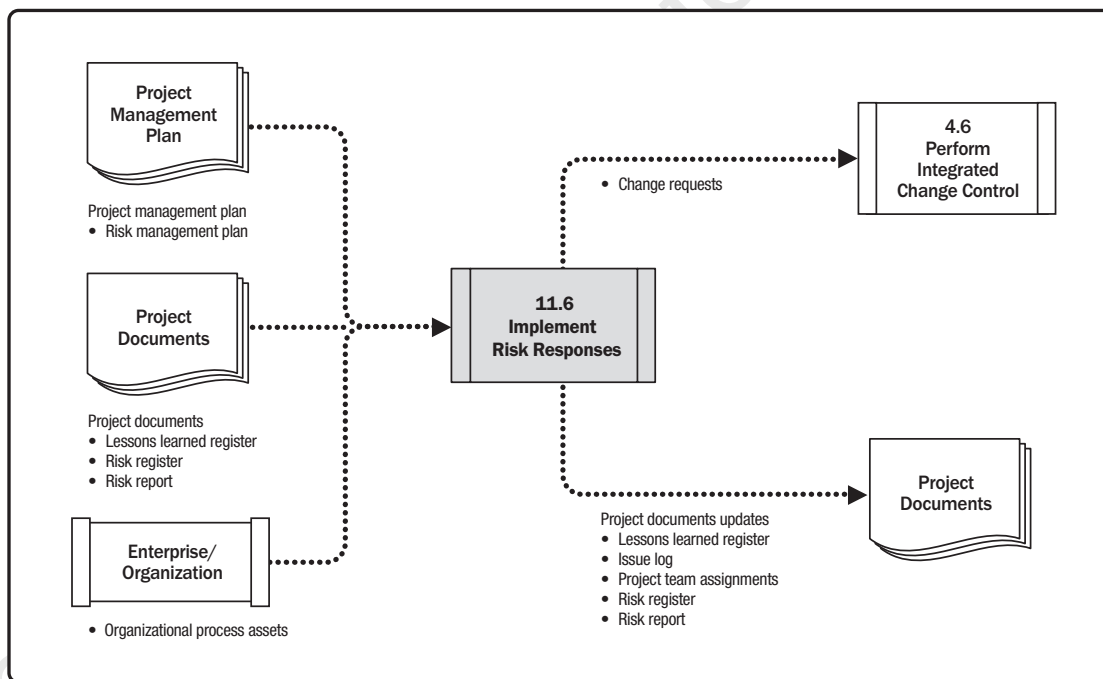 Project
Management
Plan
Project management plan
• Risk management plan
Project
Documents
Project documents
• Lessons learned register
• Risk register
• Risk report
Enterprise/
Organization
• Organizational process assets
11.6
Implement
Risk Responses
• Change requests
4.6
Perform
Integrated
Change Control
Project documents updates
• Lessons learned register
• Issue log
• Project team assignments
• Risk register
• Risk report
Project
Documents